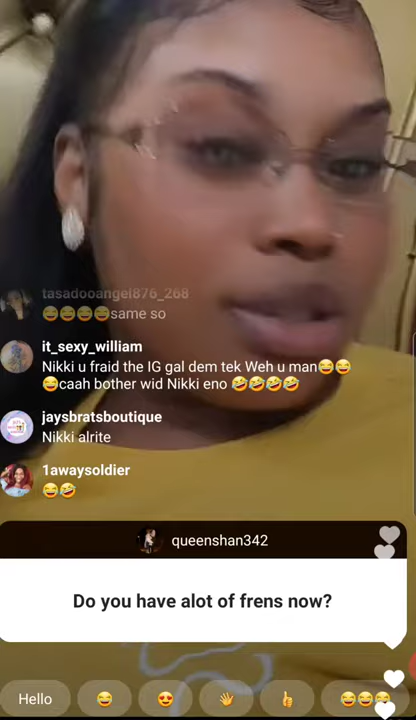 tasadooangel876_268
😂😂😂😂same so
it_sexy_william
Nikki u fraid the IG gal dem tek Weh u man😂😂
😂caah bother wid Nikki eno 🤣🤣🤣🤣
jaysbratsboutique
Nikki alrite
1awaysoldier
😂🤣
queenshan342
Do you have alot of frens now?
Hello 😂 😍 👋 👍 😂😂😂